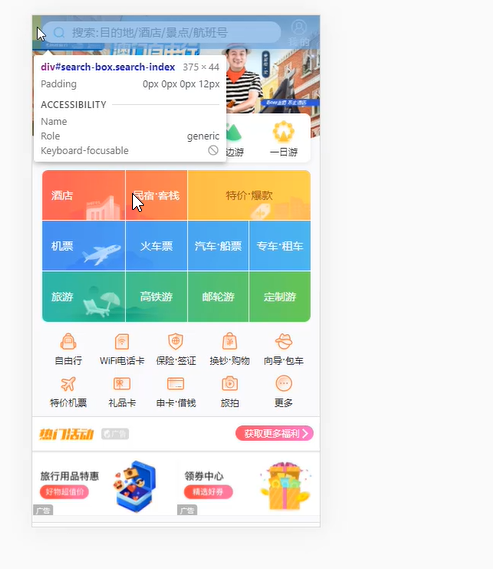 搜索:目的地/酒店/景点/航班号
div#search-box.search-index 375 × 44
Padding 0px 0px 0px 12px
ACCESSIBILITY
Name
Role generic
Keyboard-focusable
边游 一日游
酒店 民宿·客栈 特价·爆款
机票 火车票 汽车·船票 专车·租车
旅游 高铁游 邮轮游 定制游
自由行 WiFi电话卡 保险·签证 换钞·购物 向导·包车
特价机票 礼品卡 申卡·借钱 旅拍 更多
热门活动 广告 获取更多福利
旅行用品特惠 领券中心
好物超值价 精选好券
广告 广告